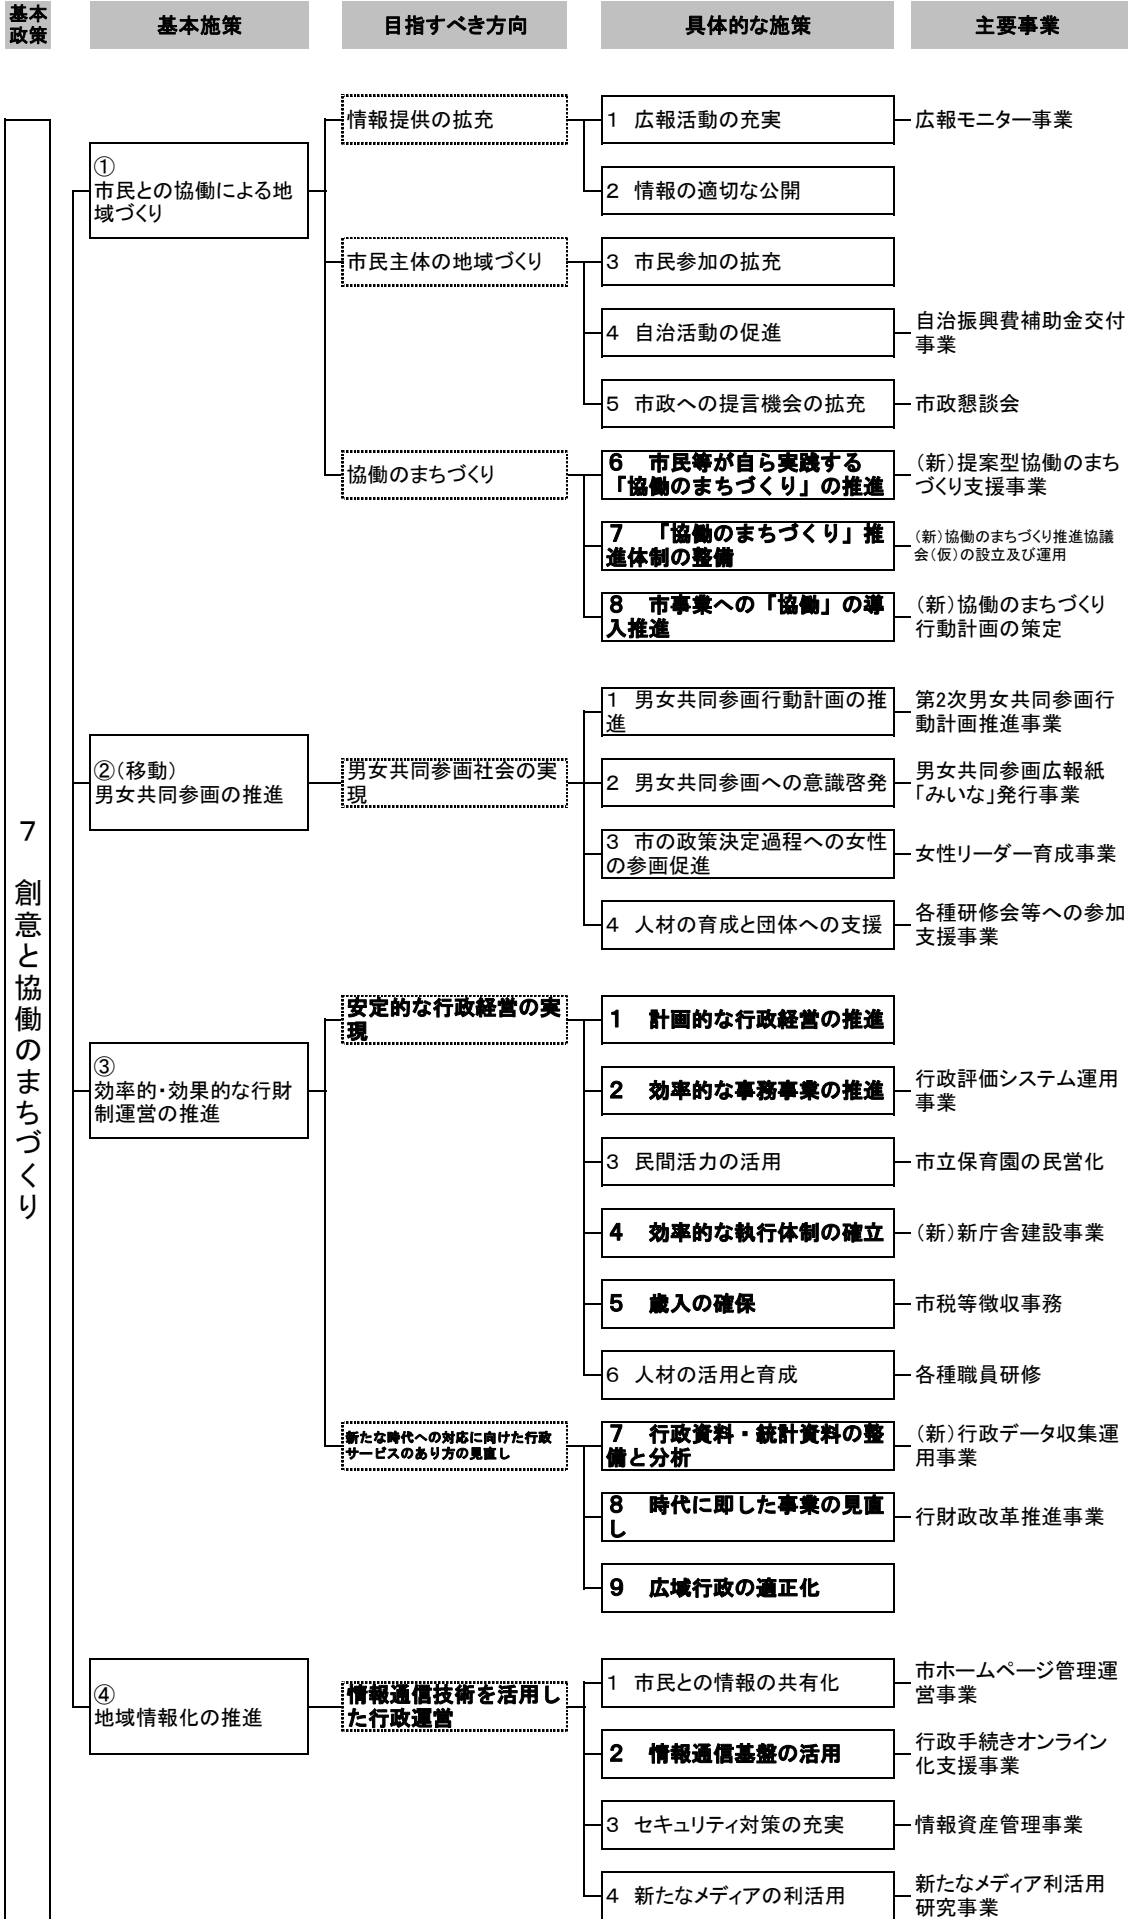 基本
政策
基本施策
目指すべき方向
具体的な施策
主要事業
7 創意と協働のまちづくり
①
市民との協働による地
域づくり
情報提供の拡充
1 広報活動の充実
広報モニター事業
2 情報の適切な公開
市民主体の地域づくり
3 市民参加の拡充
4 自治活動の促進
自治振興費補助金交付
事業
5 市政への提言機会の拡充
市政懇談会
協働のまちづくり
6 市民等が自ら実践する
「協働のまちづくり」の推進
(新)提案型協働のまち
づくり支援事業
7 「協働のまちづくり」推
進体制の整備
(新)協働のまちづくり推進協議
会(仮)の設立及び運用
8 市事業への「協働」の導
入推進
(新)協働のまちづくり
行動計画の策定
②(移動)
男女共同参画の推進
男女共同参画社会の実
現
1 男女共同参画行動計画の推
進
第2次男女共同参画行
動計画推進事業
2 男女共同参画への意識啓発
男女共同参画広報紙
「みいな」発行事業
3 市の政策決定過程への女性
の参画促進
女性リーダー育成事業
4 人材の育成と団体への支援
各種研修会等への参加
支援事業
③
効率的・効果的な行財
制運営の推進
安定的な行政経営の実
現
1 計画的な行政経営の推進
2 効率的な事務事業の推進
行政評価システム運用
事業
3 民間活力の活用
市立保育園の民営化
4 効率的な執行体制の確立
(新)新庁舎建設事業
5 歳入の確保
市税等徴収事務
6 人材の活用と育成
各種職員研修
新たな時代への対応に向けた行政
サービスのあり方の見直し
7 行政資料・統計資料の整
備と分析
(新)行政データ収集運
用事業
8 時代に即した事業の見直
し
行財政改革推進事業
9 広域行政の適正化
④
地域情報化の推進
情報通信技術を活用し
た行政運営
1 市民との情報の共有化
市ホームページ管理運
営事業
2 情報通信基盤の活用
行政手続きオンライン
化支援事業
3 セキュリティ対策の充実
情報資産管理事業
4 新たなメディアの利活用
新たなメディア利活用
研究事業